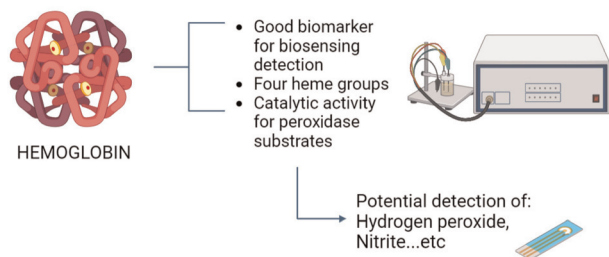 HEMOGLOBIN
• Good biomarker
for biosensing
detection
• Four heme groups
• Catalytic activity
for peroxidase
substrates
Potential detection of:
Hydrogen peroxide,
Nitrite...etc